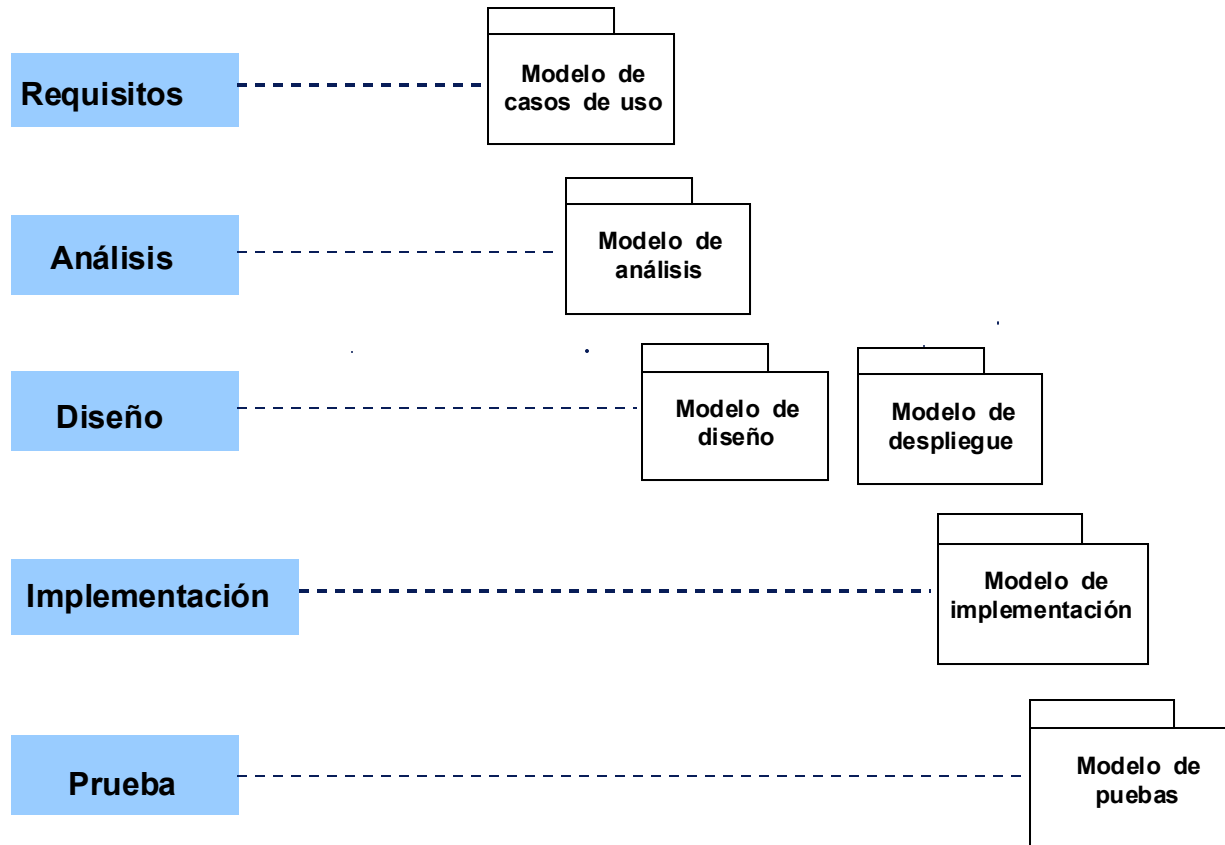 Requisitos
Modelo de
casos de uso
Análisis
Modelo de
análisis
Diseño
Modelo de
diseño
Modelo de
despliegue
Implementación
Modelo de
implementación
Prueba
Modelo de
puebas